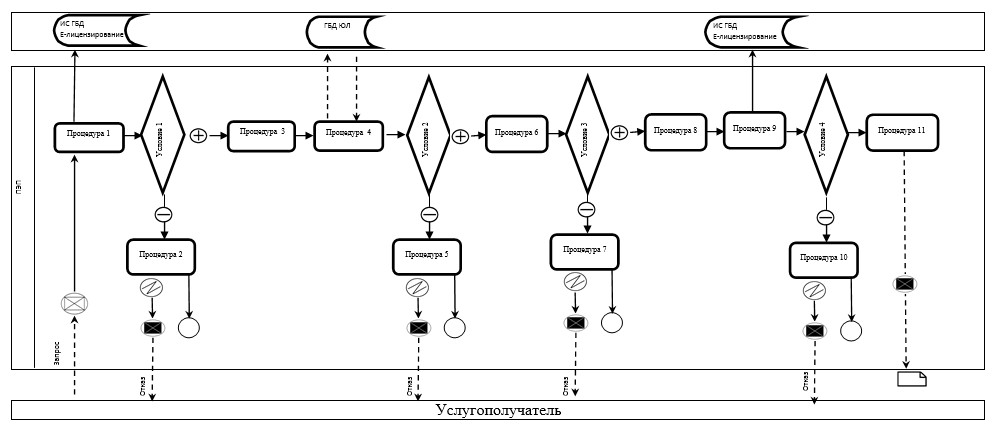 ИС ГБД
Е-лицензирование
ГБД ЮЛ
ИС ГБД
Е-лицензирование
ПЭП
Процедура 1
Условие 1
Процедура 3
Процедура 4
Условие 2
Процедура 6
Условие 3
Процедура 8
Процедура 9
Условие 4
Процедура 11
Процедура 2
Процедура 5
Процедура 7
Процедура 10
Запрос
Отказ
Отказ
Отказ
Отказ
Услугополучатель